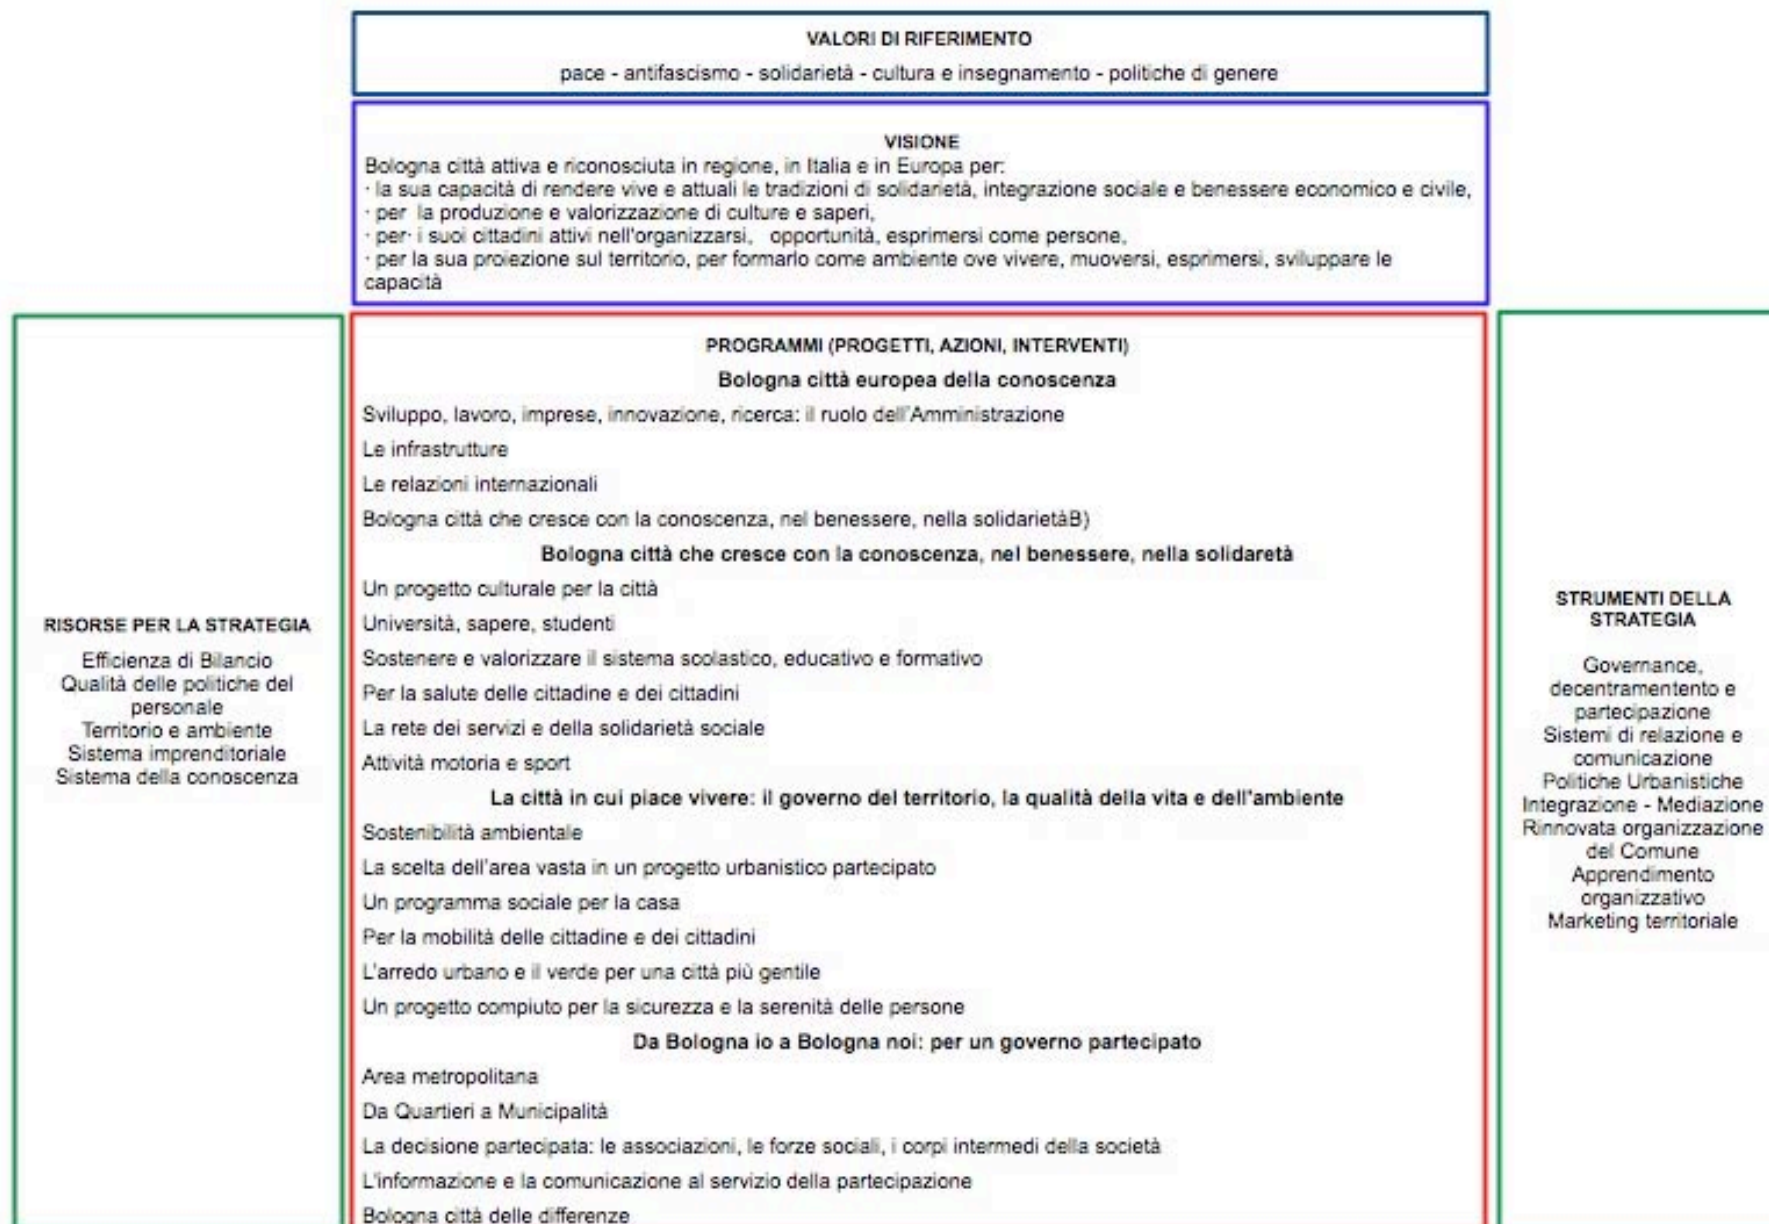 VALORI DI RIFERIMENTO
pace - antifascismo - solidarietà - cultura e insegnamento - politiche di genere
VISIONE
Bologna città attiva e riconosciuta in regione, in Italia e in Europa per:
· la sua capacità di rendere vive e attuali le tradizioni di solidarietà, integrazione sociale e benessere economico e civile,
· per la produzione e valorizzazione di culture e saperi,
· per· i suoi cittadini attivi nell'organizzarsi, opportunità, esprimersi come persone,
· per la sua proiezione sul territorio, per formarlo come ambiente ove vivere, muoversi, esprimersi, sviluppare le
capacità
RISORSE PER LA STRATEGIA
Efficienza di Bilancio
Qualità delle politiche del
personale
Territorio e ambiente
Sistema imprenditoriale
Sistema della conoscenza
PROGRAMMI (PROGETTI, AZIONI, INTERVENTI)
Bologna città europea della conoscenza
Sviluppo, lavoro, imprese, innovazione, ricerca: il ruolo dell'Amministrazione
Le infrastrutture
Le relazioni internazionali
Bologna città che cresce con la conoscenza, nel benessere, nella solidarietàB)
Bologna città che cresce con la conoscenza, nel benessere, nella solidaretà
Un progetto culturale per la città
Università, sapere, studenti
Sostenere e valorizzare il sistema scolastico, educativo e formativo
Per la salute delle cittadine e dei cittadini
La rete dei servizi e della solidarietà sociale
Attività motoria e sport
La città in cui piace vivere: il governo del territorio, la qualità della vita e dell'ambiente
Sostenibilità ambientale
La scelta dell'area vasta in un progetto urbanistico partecipato
Un programma sociale per la casa
Per la mobilità delle cittadine e dei cittadini
L'arredo urbano e il verde per una città più gentile
Un progetto compiuto per la sicurezza e la serenità delle persone
Da Bologna io a Bologna noi: per un governo partecipato
Area metropolitana
Da Quartieri a Municipalità
La decisione partecipata: le associazioni, le forze sociali, i corpi intermedi della società
L'informazione e la comunicazione al servizio della partecipazione
Bologna città delle differenze
STRUMENTI DELLA
STRATEGIA
Governance,
decentramentento e
partecipazione
Sistemi di relazione e
comunicazione
Politiche Urbanistiche
Integrazione - Mediazione
Rinnovata organizzazione
del Comune
Apprendimento
organizzativo
Marketing territoriale